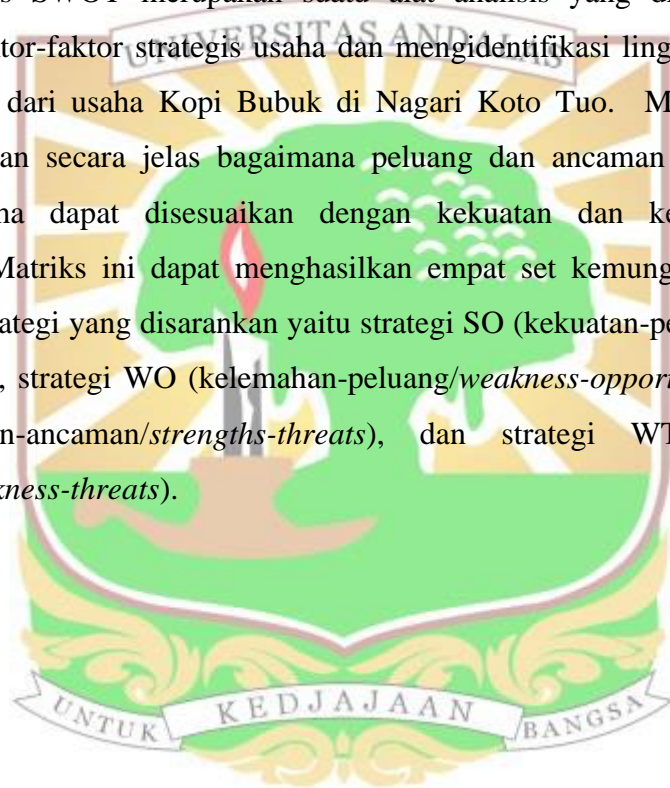 s SWOT merupakan suatu alat analisis yang di
tor-faktor strategis usaha dan mengidentifikasi ling
dari usaha Kopi Bubuk di Nagari Koto Tuo. M
an secara jelas bagaimana peluang dan ancaman
na dapat disesuaikan dengan kekuatan dan ke
Matriks ini dapat menghasilkan empat set kemung
rategi yang disarankan yaitu strategi SO (kekuatan-pe
, strategi WO (kelemahan-peluang/weakness-oppor
n-ancaman/strengths-threats), dan strategi WT
kness-threats).
UNIVERSITAS ANDALAS
UNTUK KEDJAJAAN BANGSA